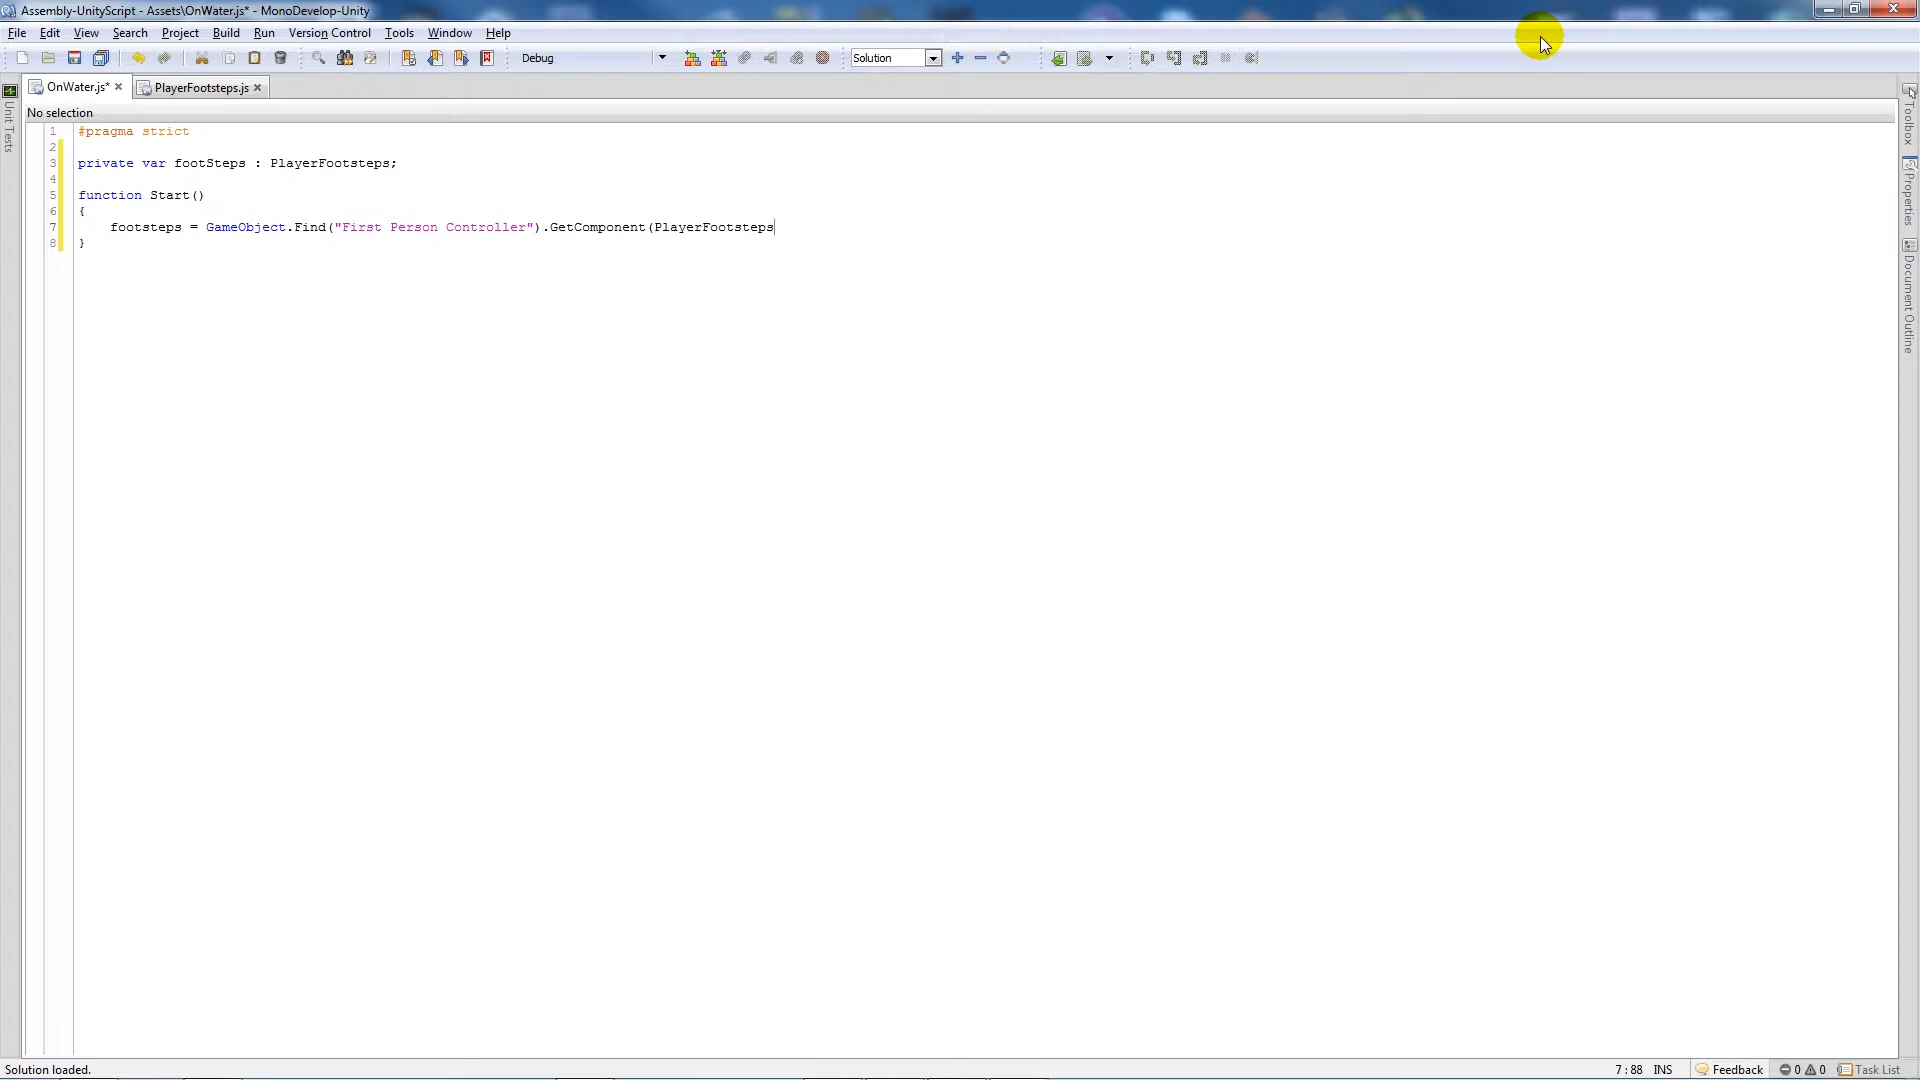 Assembly-UnityScript - Assets\OnWater.js* - MonoDevelop-Unity
File Edit View Search Project Build Run Version Control Tools Window Help
Debug Solution
OnWater.js* PlayerFootsteps.js
No selection
1 #pragma strict
2
3 private var footSteps : PlayerFootsteps;
4
5 function Start()
6 {
7 footsteps = GameObject.Find("First Person Controller").GetComponent(PlayerFootsteps
8 }
Unit Tests
Toolbox
Properties
Document Outline
Solution loaded. 7 : 88 INS Feedback 0 0 Task List